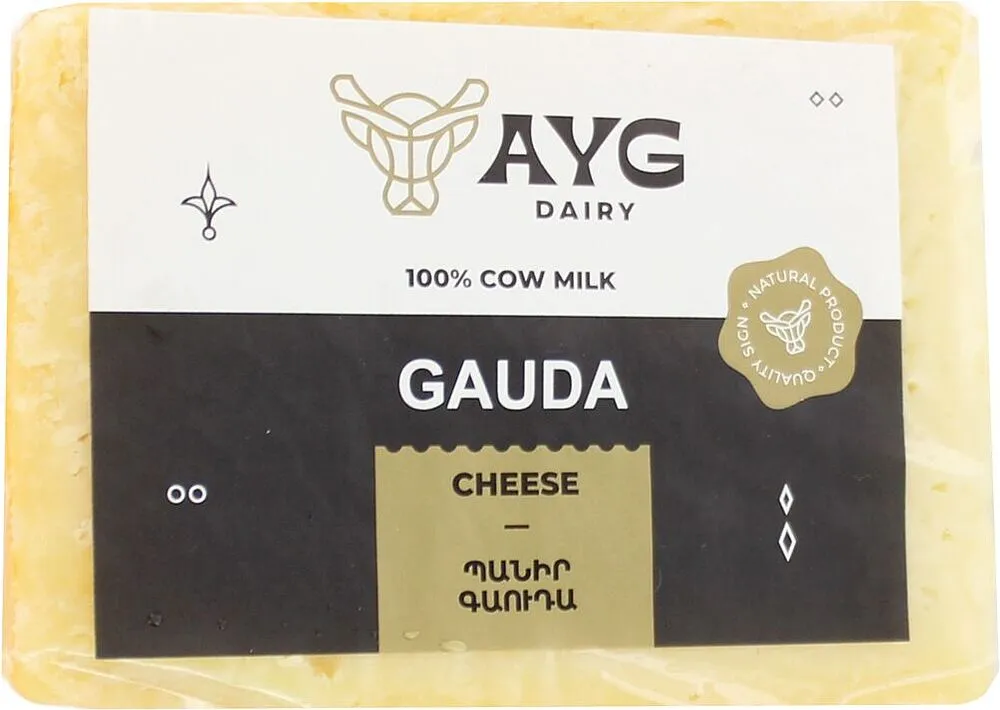 AYG
DAIRY
100% COW MILK
NATURAL PRODUCT • QUALITY SIGN •
GAUDA
CHEESE
—
ՊԱՆԻՐ
ԳԱՈՒԴԱ